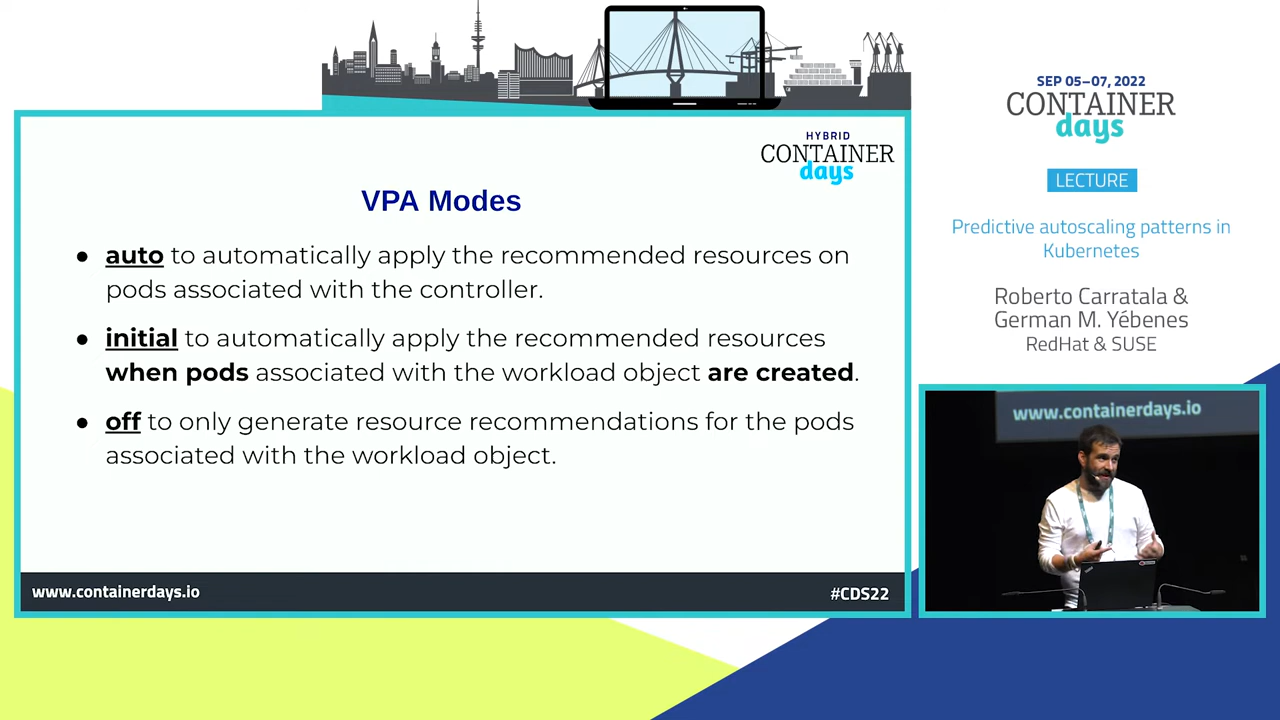 HYBRID
CONTAINER
days
VPA Modes
● auto to automatically apply the recommended resources on
pods associated with the controller.
● initial to automatically apply the recommended resources
when pods associated with the workload object are created.
● off to only generate resource recommendations for the pods
associated with the workload object.
www.containerdays.io
#CDS22
SEP 05–07, 2022
CONTAINER
days
LECTURE
Predictive autoscaling patterns in
Kubernetes
Roberto Carratala &
German M. Yébenes
RedHat & SUSE
www.containerdays.io